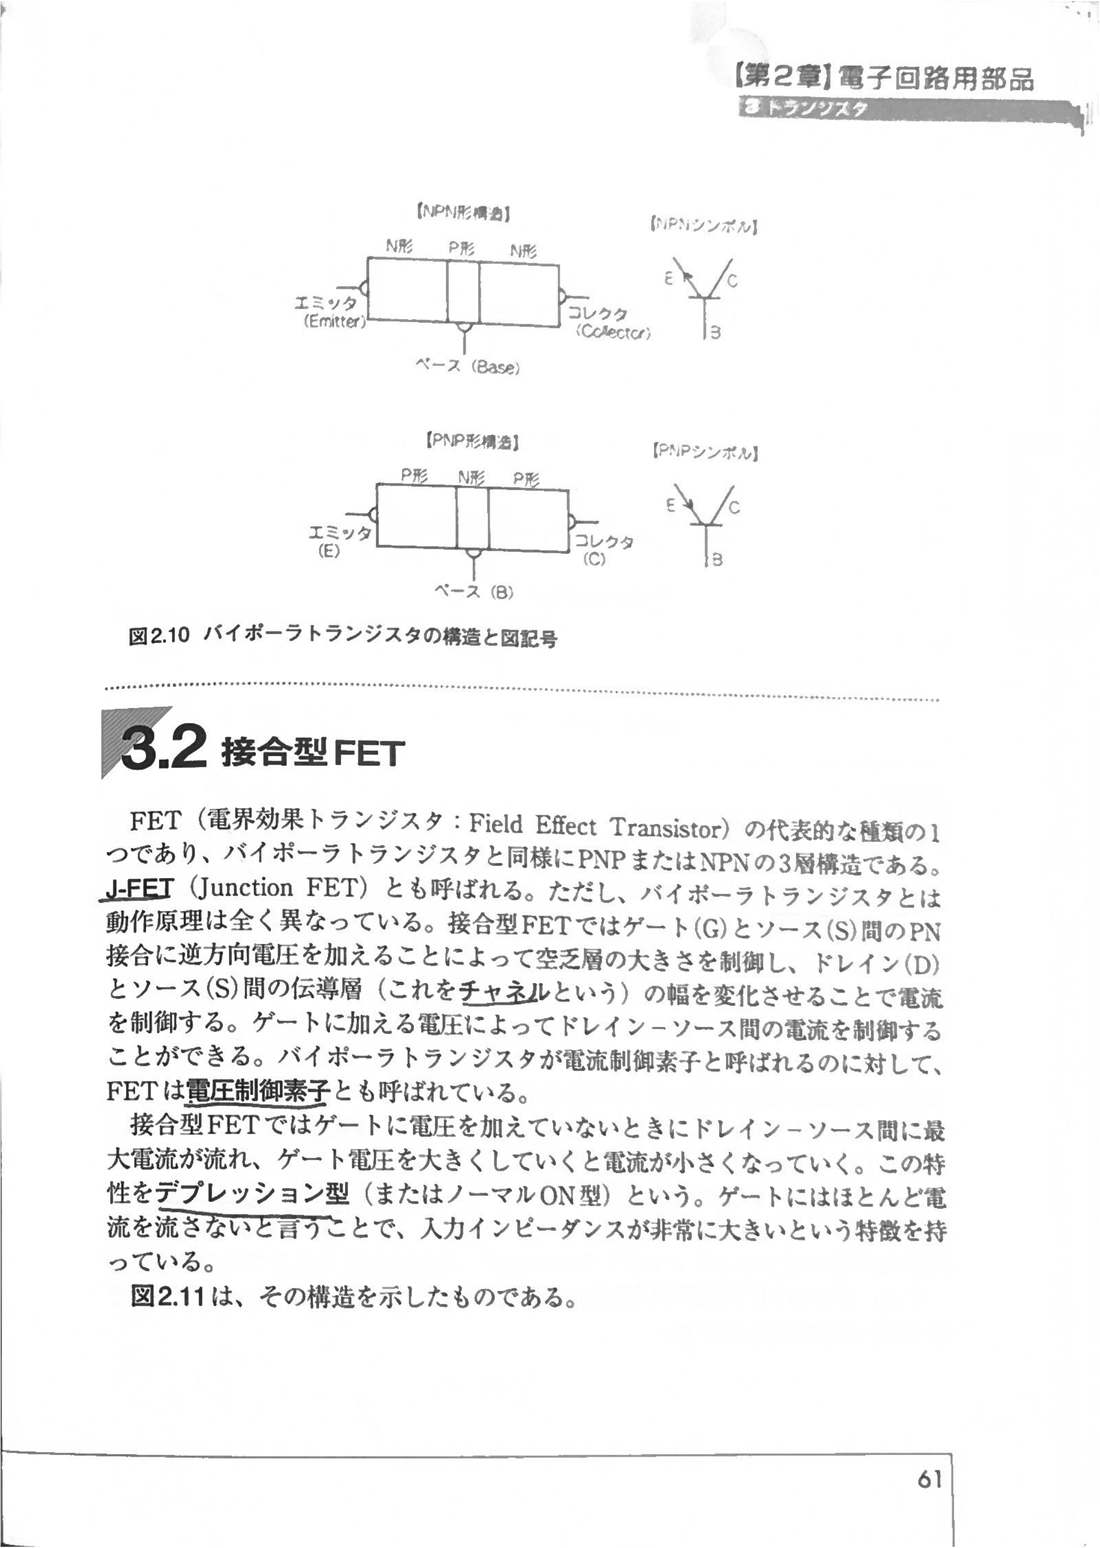 【第2章】電子回路用部品
3 トランジスタ
【NPN形構造】
【NPNシンボル】
N形 P形 N形
E C
エミッタ
(Emitter)
コレクタ
(Collector)
B
ベース (Base)
【PNP形構造】
【PNPシンボル】
P形 N形 P形
E C
エミッタ
(E)
コレクタ
(C)
B
ベース (B)
図2.10 バイポーラトランジスタの構造と図記号
3.2 接合型FET
FET（電界効果トランジスタ：Field Effect Transistor）の代表的な種類の1
つであり、バイポーラトランジスタと同様にPNPまたはNPNの3層構造である。
J-FET（Junction FET）とも呼ばれる。ただし、バイポーラトランジスタとは
動作原理は全く異なっている。接合型FETではゲート(G)とソース(S)間のPN
接合に逆方向電圧を加えることによって空乏層の大きさを制御し、ドレイン(D)
とソース(S)間の伝導層（これをチャネルという）の幅を変化させることで電流
を制御する。ゲートに加える電圧によってドレイン－ソース間の電流を制御する
ことができる。バイポーラトランジスタが電流制御素子と呼ばれるのに対して、
FETは電圧制御素子とも呼ばれている。
接合型FETではゲートに電圧を加えていないときにドレイン－ソース間に最
大電流が流れ、ゲート電圧を大きくしていくと電流が小さくなっていく。この特
性をデプレッション型（またはノーマルON型）という。ゲートにはほとんど電
流を流さないと言うことで、入力インピーダンスが非常に大きいという特徴を持
っている。
図2.11は、その構造を示したものである。
61